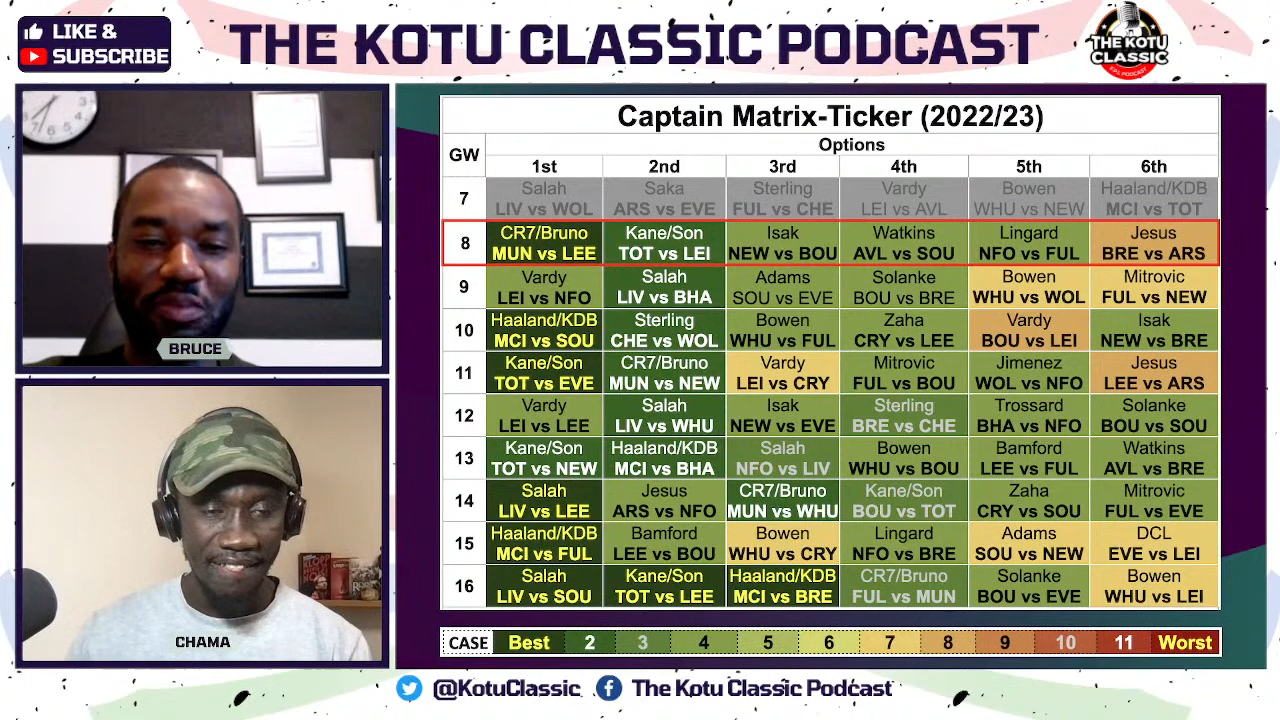 LIKE &
SUBSCRIBE
THE KOTU CLASSIC PODCAST
THE KOTU
CLASSIC
FPL PODCAST
BRUCE
CHAMA
Captain Matrix-Ticker (2022/23)
GW
Options
1st 2nd 3rd 4th 5th 6th
7
Salah Saka Sterling Vardy Bowen Haaland/KDB
LIV vs WOL ARS vs EVE FUL vs CHE LEI vs AVL WHU vs NEW MCI vs TOT
8
CR7/Bruno Kane/Son Isak Watkins Lingard Jesus
MUN vs LEE TOT vs LEI NEW vs BOU AVL vs SOU NFO vs FUL BRE vs ARS
9
Vardy Salah Adams Solanke Bowen Mitrovic
LEI vs NFO LIV vs BHA SOU vs EVE BOU vs BRE WHU vs WOL FUL vs NEW
10
Haaland/KDB Sterling Bowen Zaha Vardy Isak
MCI vs SOU CHE vs WOL WHU vs FUL CRY vs LEE BOU vs LEI NEW vs BRE
11
Kane/Son CR7/Bruno Vardy Mitrovic Jimenez Jesus
TOT vs EVE MUN vs NEW LEI vs CRY FUL vs BOU WOL vs NFO LEE vs ARS
12
Vardy Salah Isak Sterling Trossard Solanke
LEI vs LEE LIV vs WHU NEW vs EVE BRE vs CHE BHA vs NFO BOU vs SOU
13
Kane/Son Haaland/KDB Salah Bowen Bamford Watkins
TOT vs NEW MCI vs BHA NFO vs LIV WHU vs BOU LEE vs FUL AVL vs BRE
14
Salah Jesus CR7/Bruno Kane/Son Zaha Mitrovic
LIV vs LEE ARS vs NFO MUN vs WHU BOU vs TOT CRY vs SOU FUL vs EVE
15
Haaland/KDB Bamford Bowen Lingard Adams DCL
MCI vs FUL LEE vs BOU WHU vs CRY NFO vs BRE SOU vs NEW EVE vs LEI
16
Salah Kane/Son Haaland/KDB CR7/Bruno Solanke Bowen
LIV vs SOU TOT vs LEE MCI vs BRE FUL vs MUN BOU vs EVE WHU vs LEI
CASE Best 2 3 4 5 6 7 8 9 10 11 Worst
@KotuClassic The Kotu Classic Podcast